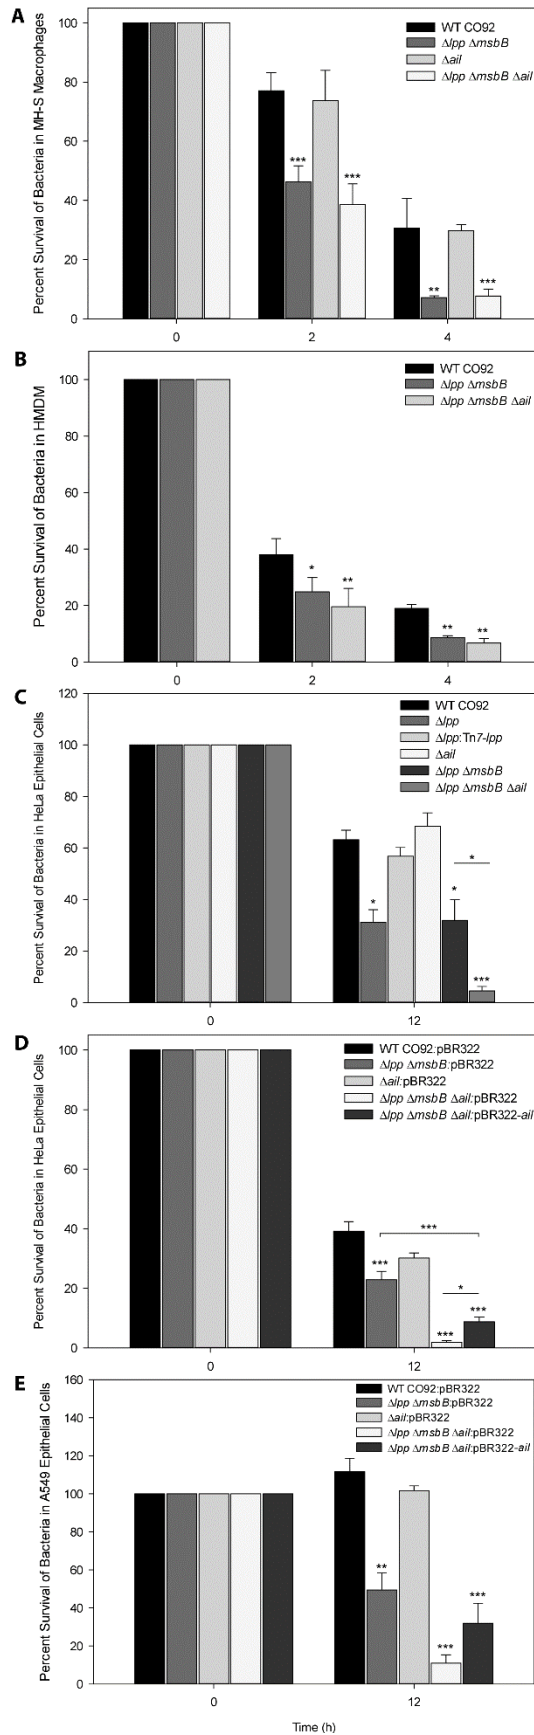 A
Percent Survival of Bacteria in MH-S Macrophages
100
80
60
40
20
0
WT CO92
Δlpp ΔmsbB
Δail
Δlpp ΔmsbB Δail
***
***
**
***
0 2 4
B
Percent Survival of Bacteria in HMDM
100
80
60
40
20
0
WT CO92
Δlpp ΔmsbB
Δlpp ΔmsbB Δail
*
**
**
**
0 2 4
C
Percent Survival of Bacteria in HeLa Epithelial Cells
120
100
80
60
40
20
0
WT CO92
Δlpp
Δlpp:Tn7-lpp
Δail
Δlpp ΔmsbB
Δlpp ΔmsbB Δail
*
*
*
***
0 12
D
Percent Survival of Bacteria in HeLa Epithelial Cells
100
80
60
40
20
0
WT CO92:pBR322
Δlpp ΔmsbB:pBR322
Δail:pBR322
Δlpp ΔmsbB Δail:pBR322
Δlpp ΔmsbB Δail:pBR322-ail
***
***
*
***
***
0 12
E
Percent Survival of Bacteria in A549 Epithelial Cells
160
140
120
100
80
60
40
20
0
WT CO92:pBR322
Δlpp ΔmsbB:pBR322
Δail:pBR322
Δlpp ΔmsbB Δail:pBR322
Δlpp ΔmsbB Δail:pBR322-ail
**
***
***
0 12
Time (h)